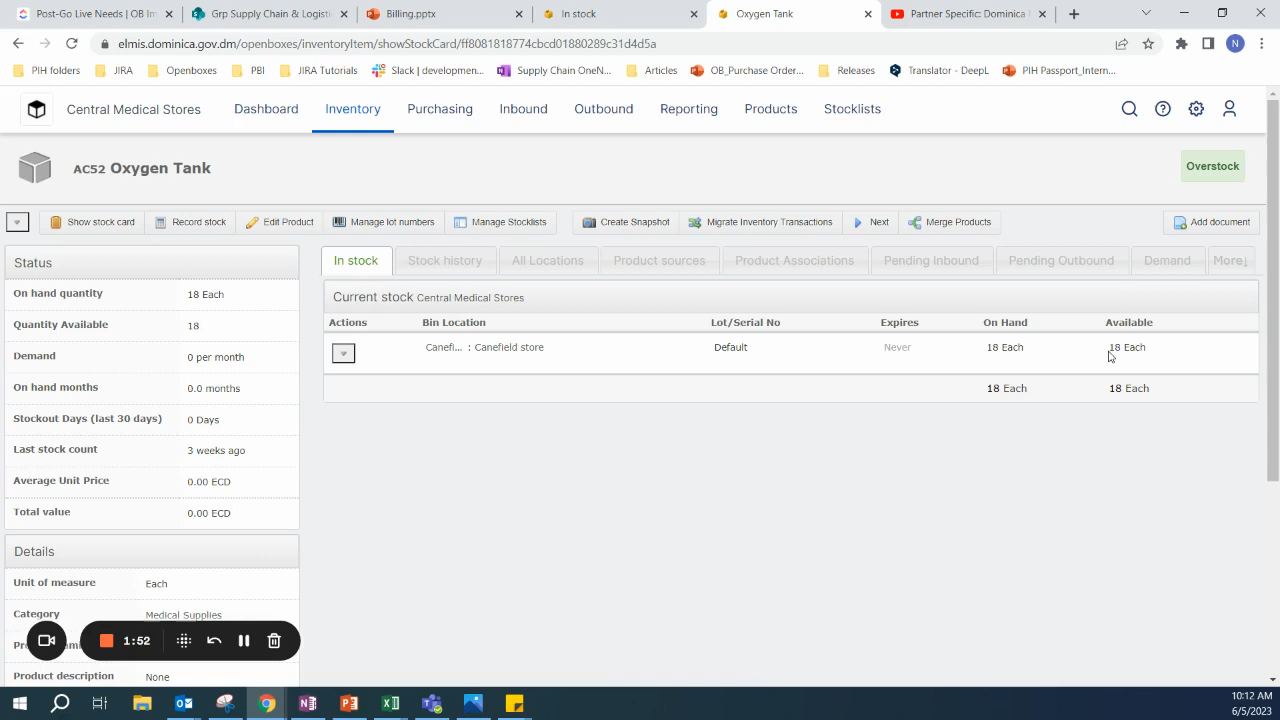 Post-Go Live Needs | OB Im
Grp Supply Chain & Logisti
Billing.pptx
In stock
Oxygen Tank
Partner Specific: Dominica
elmis.dominica.gov.dm/openboxes/inventoryItem/showStockCard/ff8081818774cbcd01880289c31d4d5a
N
PIH folders
JIRA
Openboxes
PBI
JIRA Tutorials
Slack | developmen...
Supply Chain OneN...
Articles
OB_Purchase Order...
Releases
Translator - DeepL
PIH Passport_Intern...
Central Medical Stores
Dashboard
Inventory
Purchasing
Inbound
Outbound
Reporting
Products
Stocklists
AC52 Oxygen Tank
Overstock
Show stock card
Record stock
Edit Product
Manage lot numbers
Manage Stocklists
Create Snapshot
Migrate Inventory Transactions
Next
Merge Products
Add document
Status
On hand quantity 18 Each
Quantity Available 18
Demand 0 per month
On hand months 0.0 months
Stockout Days (last 30 days) 0 Days
Last stock count 3 weeks ago
Average Unit Price 0.00 ECD
Total value 0.00 ECD
Details
Unit of measure Each
Category Medical Supplies
Product description None
In stock
Stock history
All Locations
Product sources
Product Associations
Pending Inbound
Pending Outbound
Demand
More↓
Current stock Central Medical Stores
Actions Bin Location Lot/Serial No Expires On Hand Available
Canefi... : Canefield store Default Never 18 Each 18 Each
18 Each 18 Each
1:52
10:12 AM
6/5/2023